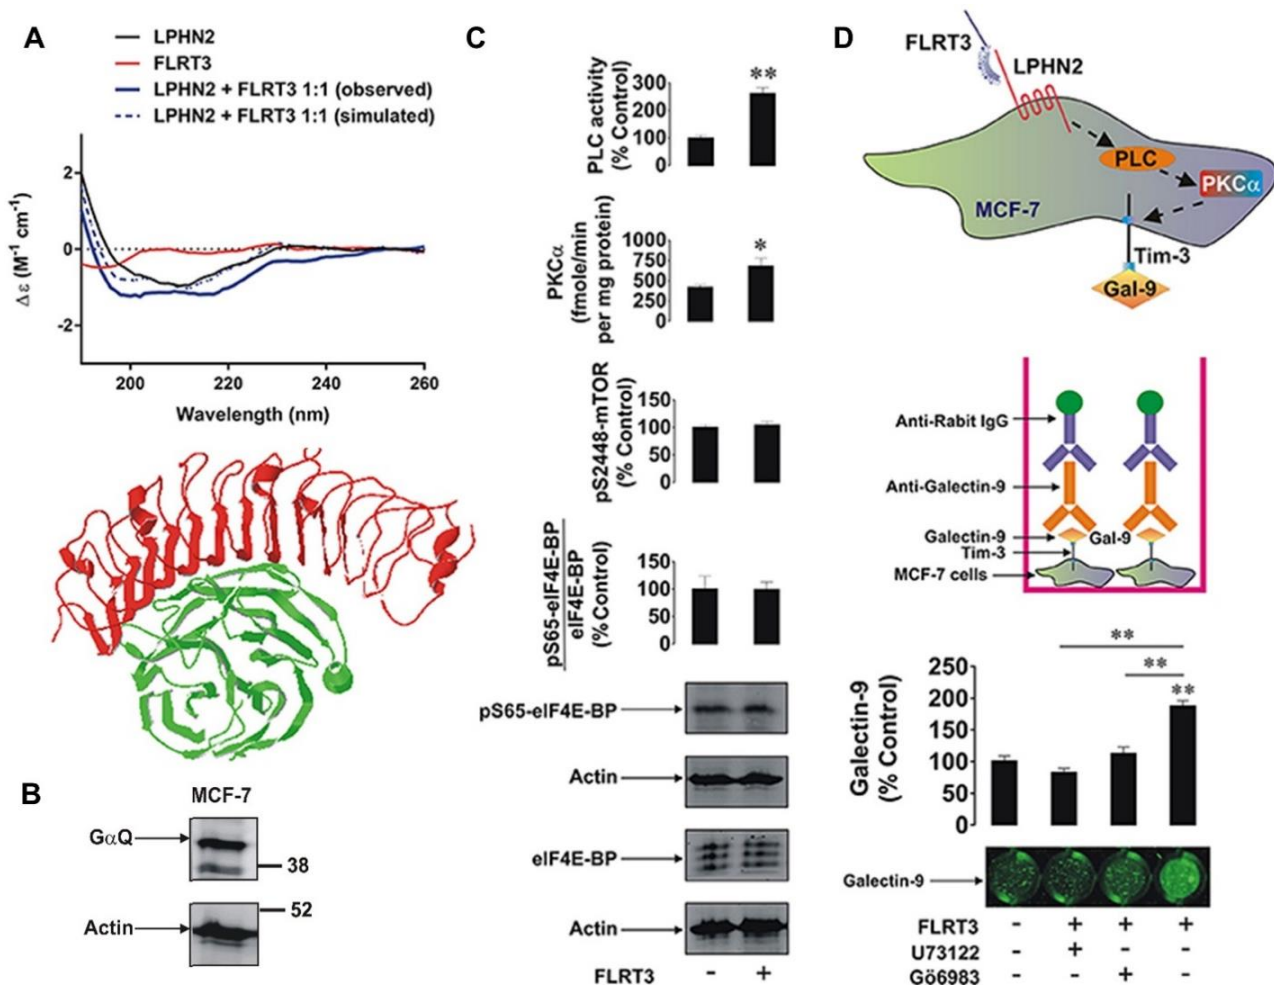 A
LPHN2
FLRT3
LPHN2 + FLRT3 1:1 (observed)
LPHN2 + FLRT3 1:1 (simulated)
2
0
-2
Δε (M⁻¹ cm⁻¹)
200
220
240
260
Wavelength (nm)
B
MCF-7
GαQ
38
52
Actin
C
PLC activity
(% Control)
300
200
100
0
**
PKCα
(fmole/min
per mg protein)
1000
750
500
250
0
*
pS2448-mTOR
(% Control)
150
100
50
0
pS65-eIF4E-BP
eIF4E-BP
(% Control)
150
100
50
0
pS65-eIF4E-BP
Actin
eIF4E-BP
Actin
FLRT3 - +
D
FLRT3
LPHN2
PLC
PKCα
MCF-7
Tim-3
Gal-9
Anti-Rabit IgG
Anti-Galectin-9
Galectin-9
Gal-9
Tim-3
MCF-7 cells
**
**
**
Galectin-9
(% Control)
250
200
150
100
50
0
Galectin-9
FLRT3 - + + +
U73122 - + - -
Gö6983 - - + -